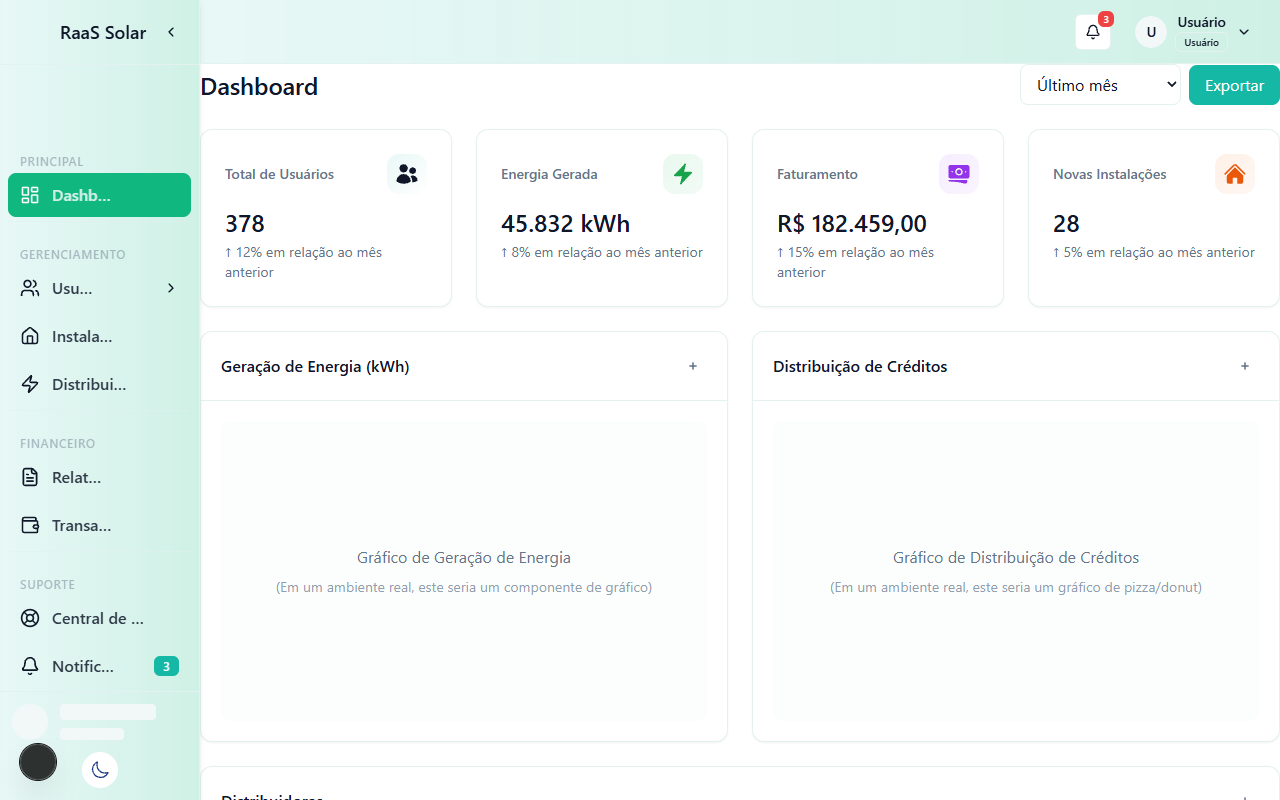 RaaS Solar
3
U
Usuário
Usuário
Dashboard
Último mês
Exportar
PRINCIPAL
Dashb...
GERENCIAMENTO
Usu...
Instala...
Distribui...
FINANCEIRO
Relat...
Transa...
SUPORTE
Central de ...
Notific...
3
Total de Usuários
378
↑ 12% em relação ao mês
anterior
Energia Gerada
45.832 kWh
↑ 8% em relação ao mês anterior
Faturamento
R$ 182.459,00
↑ 15% em relação ao mês
anterior
Novas Instalações
28
↑ 5% em relação ao mês anterior
Geração de Energia (kWh)
+
Gráfico de Geração de Energia
(Em um ambiente real, este seria um componente de gráfico)
Distribuição de Créditos
+
Gráfico de Distribuição de Créditos
(Em um ambiente real, este seria um gráfico de pizza/donut)
Distribuidoras